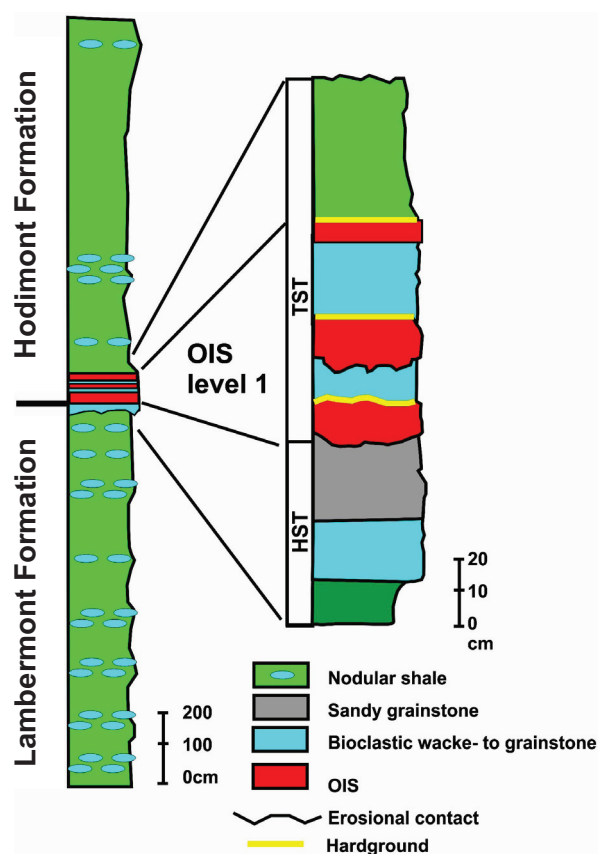 Hodimont Formation
Lambermont Formation
OIS
level 1
TST
HST
20
10
0
cm
200
100
0cm
Nodular shale
Sandy grainstone
Bioclastic wacke- to grainstone
OIS
Erosional contact
Hardground